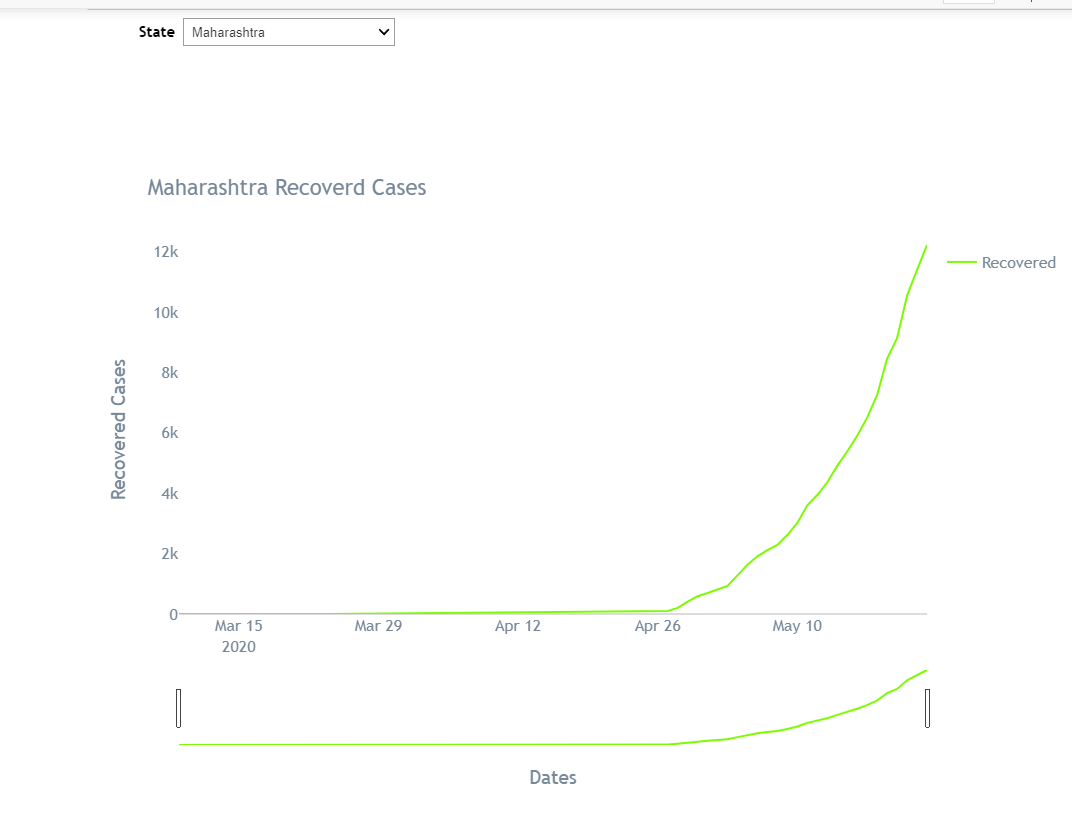 State Maharashtra
Maharashtra Recoverd Cases
12k
Recovered
10k
8k
6k
4k
2k
0
Recovered Cases
Mar 15 Mar 29 Apr 12 Apr 26 May 10
2020
Dates